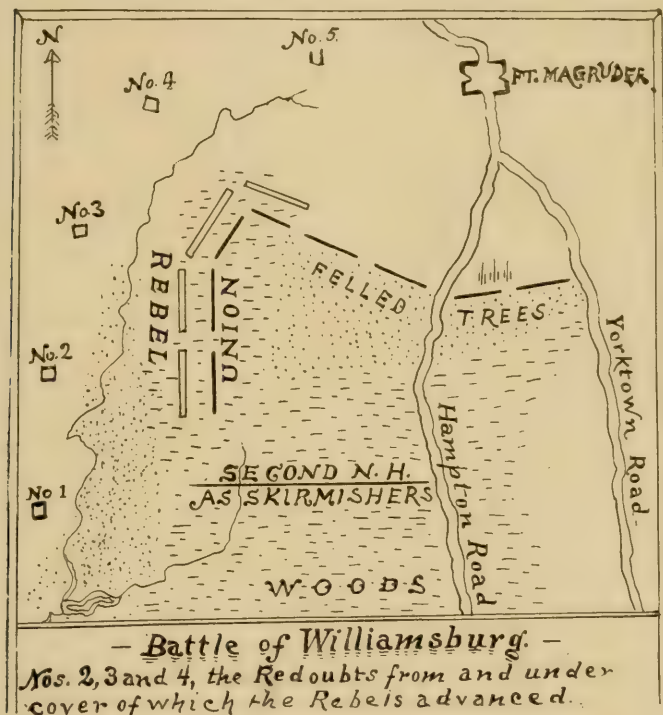 N
No. 5.
No. 4
FT. MAGRUDER
No. 3
REBEL
UNION
FELLED
TREES
No. 2
Yorktown Road.
Hampton Road
SECOND N.H.
AS SKIRMISHERS
No 1
WOODS
- Battle of Williamsburg. -
Nos. 2, 3 and 4, the Redoubts from and under
cover of which the Rebels advanced.